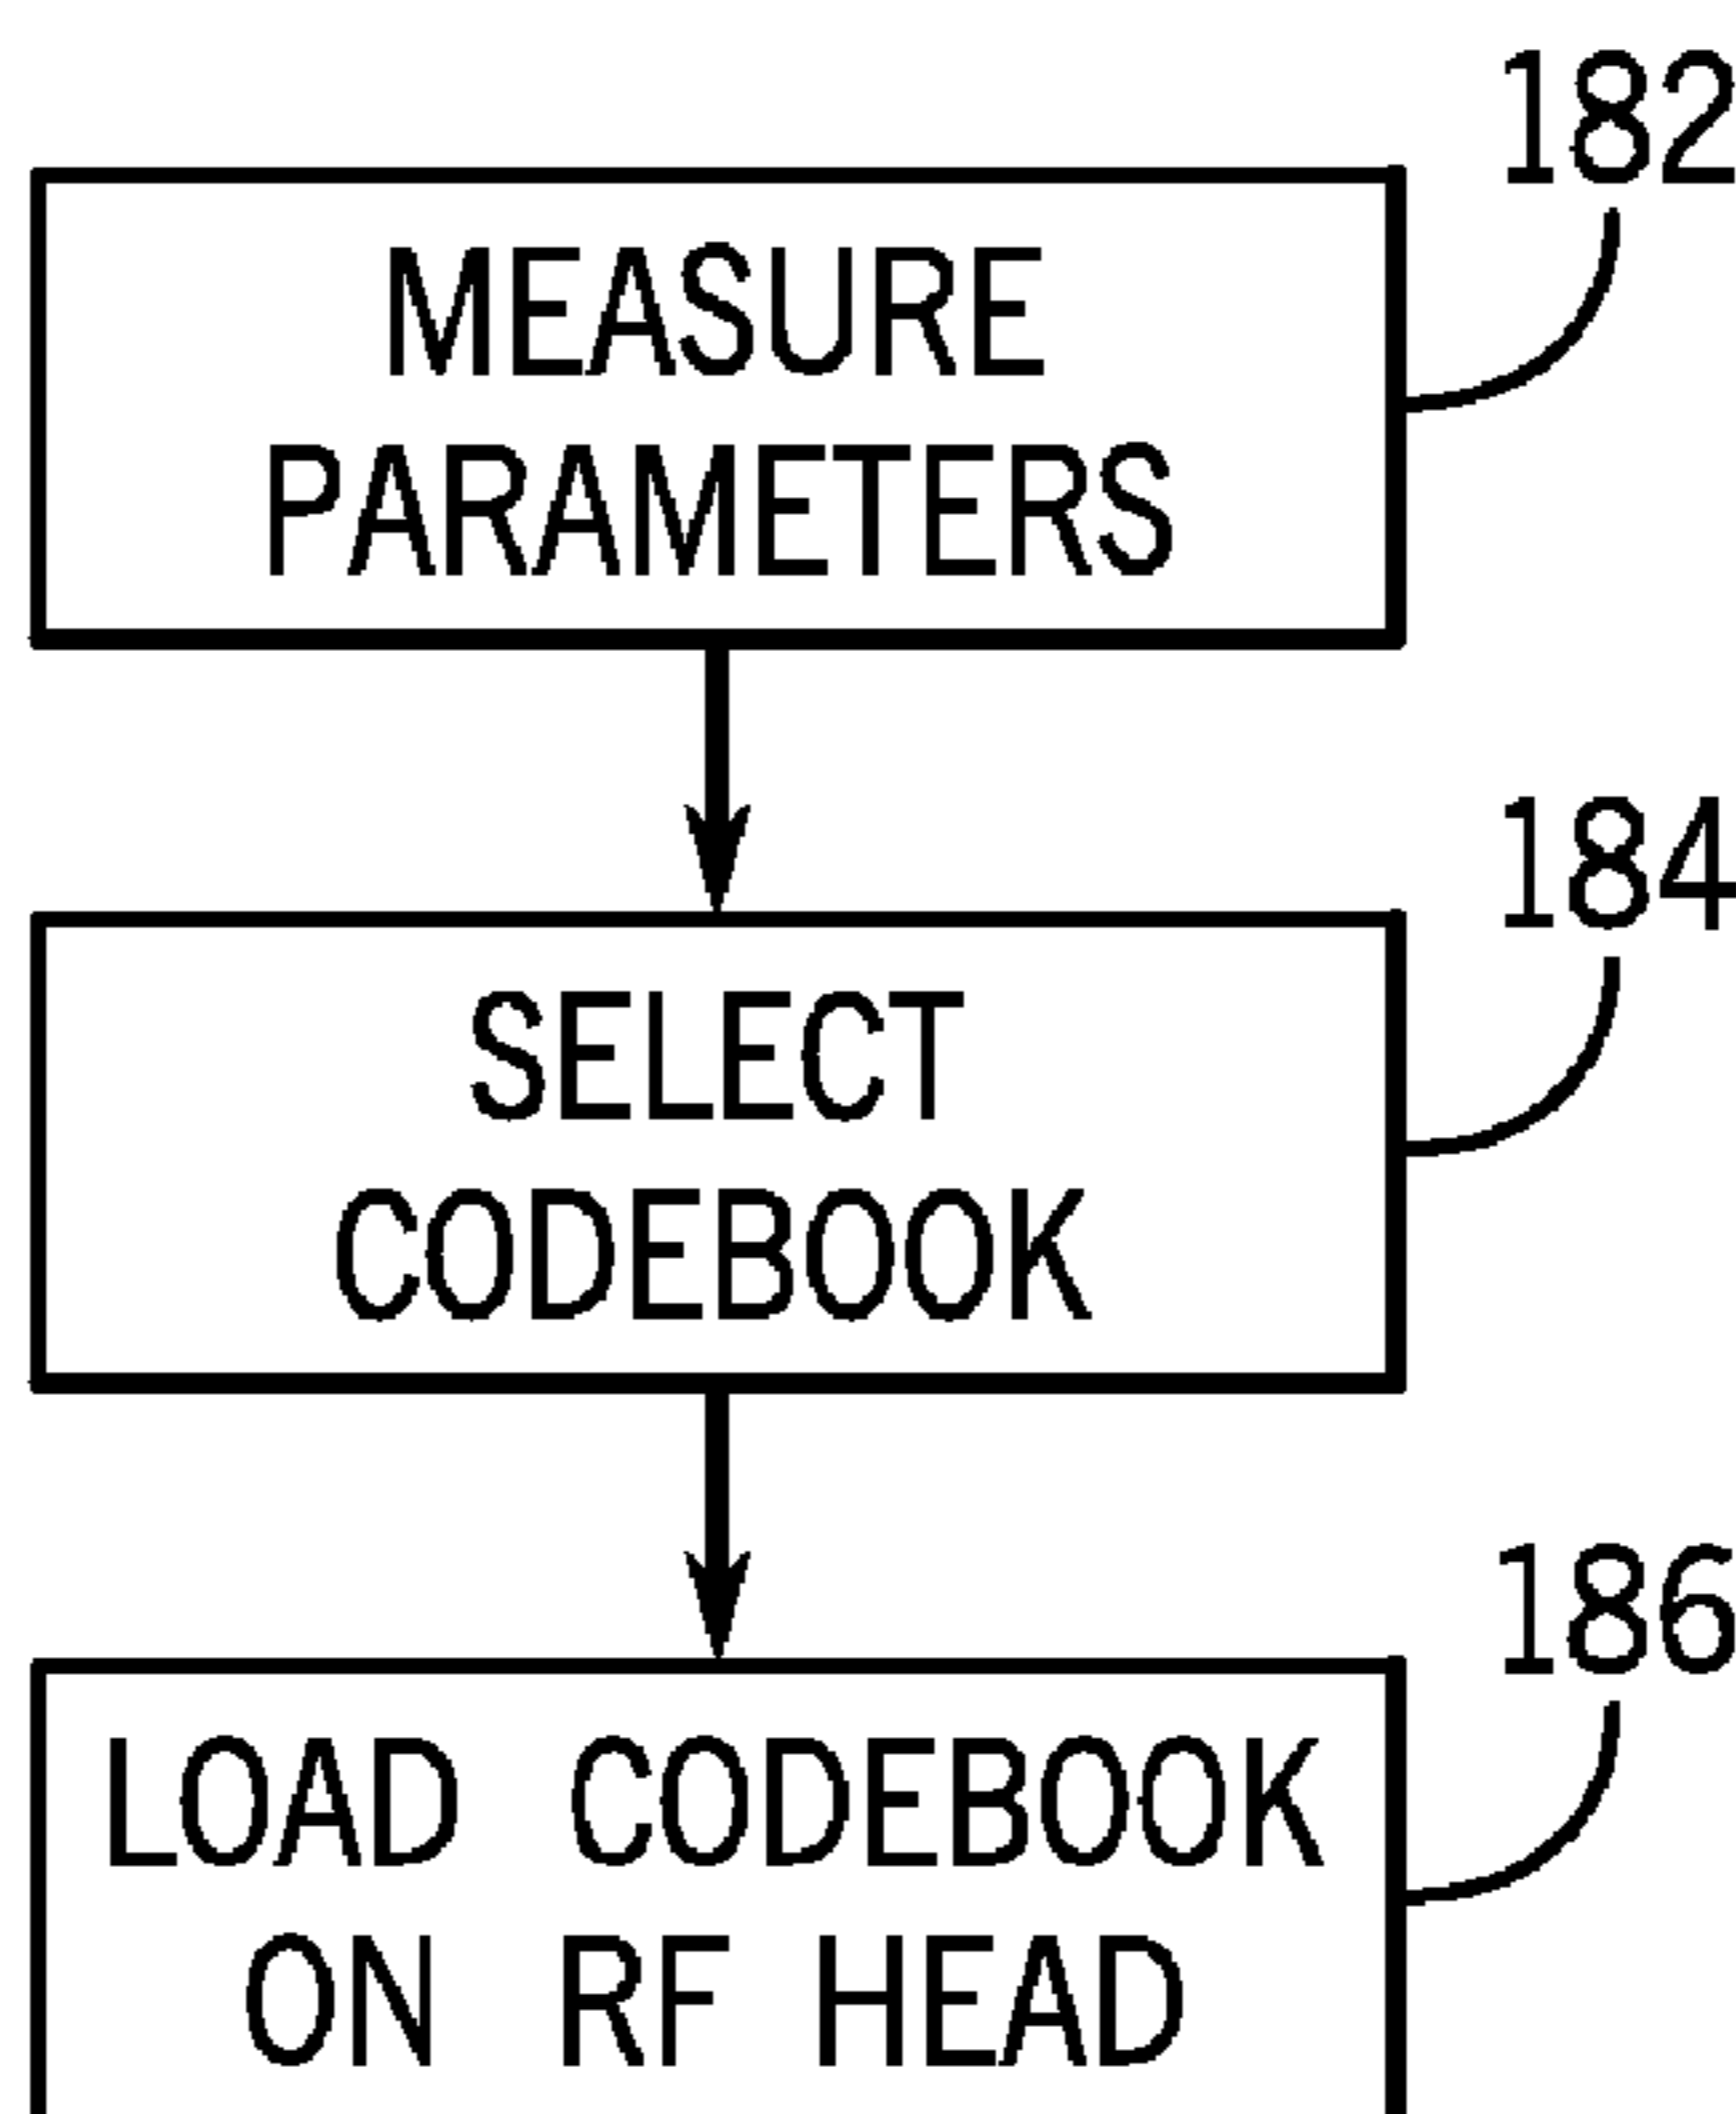 182
MEASURE
PARAMETERS
184
SELECT
CODEBOOK
186
LOAD CODEBOOK
ON RF HEAD